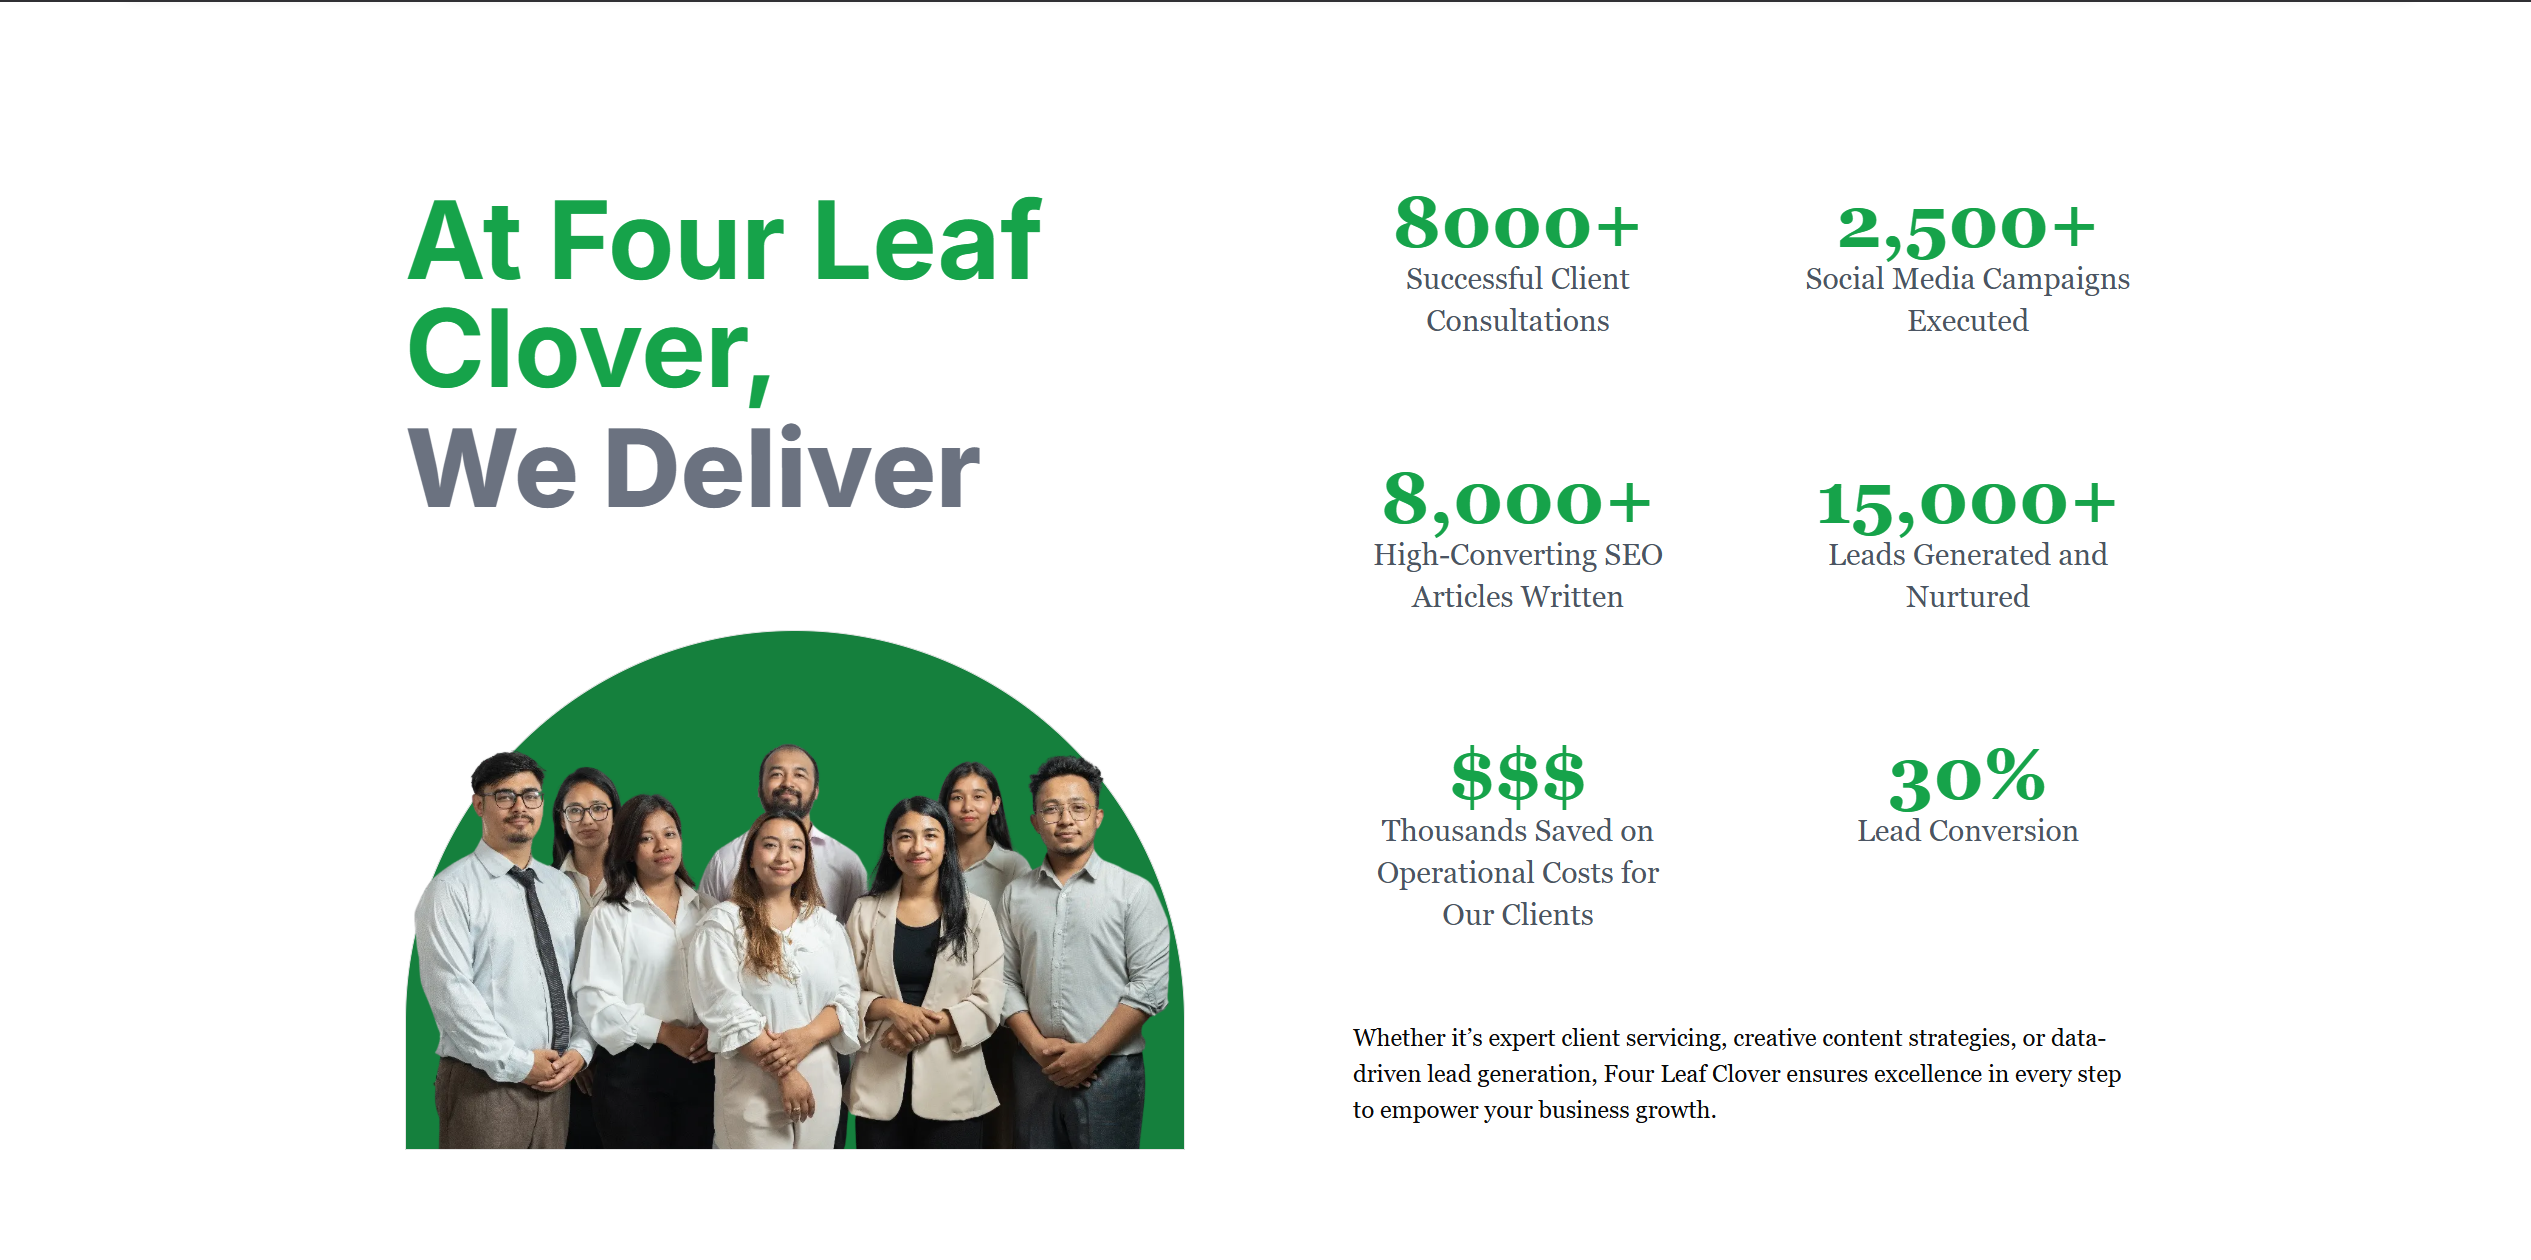 At Four Leaf
Clover,
We Deliver
8000+
Successful Client
Consultations
2,500+
Social Media Campaigns
Executed
8,000+
High-Converting SEO
Articles Written
15,000+
Leads Generated and
Nurtured
$$$
Thousands Saved on
Operational Costs for
Our Clients
30%
Lead Conversion
Whether it’s expert client servicing, creative content strategies, or data-
driven lead generation, Four Leaf Clover ensures excellence in every step
to empower your business growth.